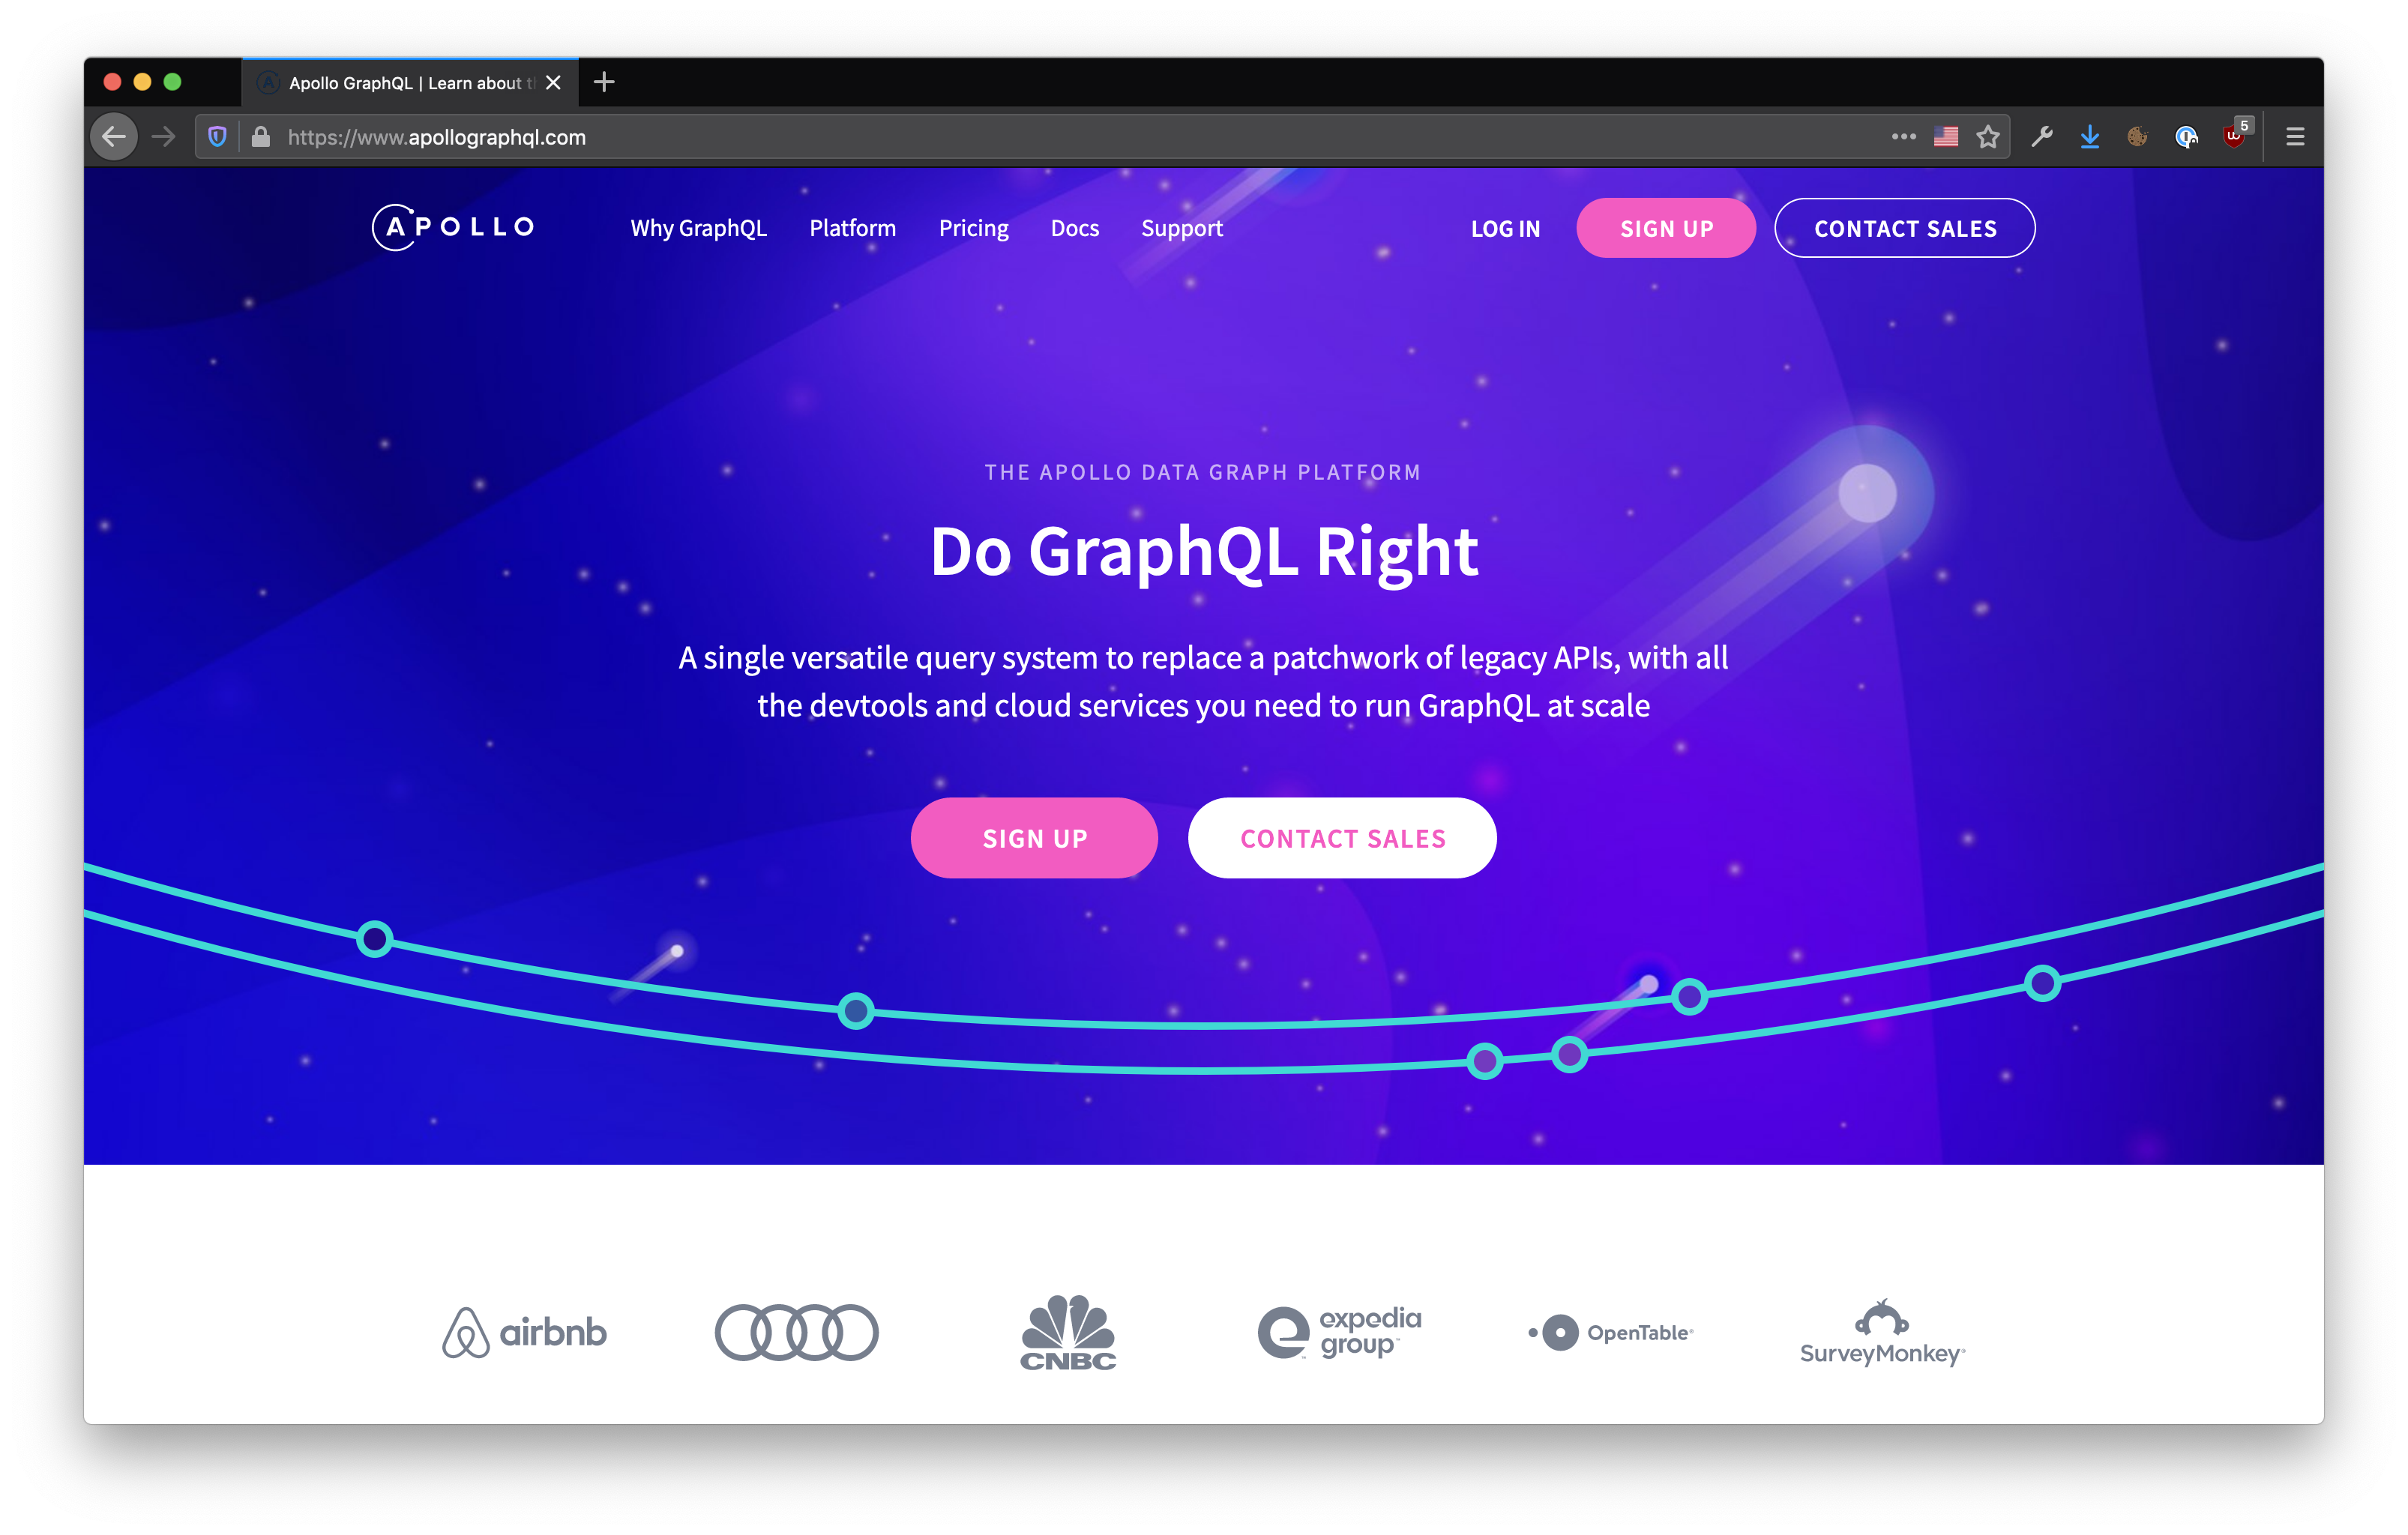 Apollo GraphQL | Learn about t
https://www.apollographql.com
5
APOLLO
Why GraphQL
Platform
Pricing
Docs
Support
LOG IN
SIGN UP
CONTACT SALES
THE APOLLO DATA GRAPH PLATFORM
Do GraphQL Right
A single versatile query system to replace a patchwork of legacy APIs, with all
the devtools and cloud services you need to run GraphQL at scale
SIGN UP
CONTACT SALES
airbnb
CNBC
expedia
group™
OpenTable®
SurveyMonkey®